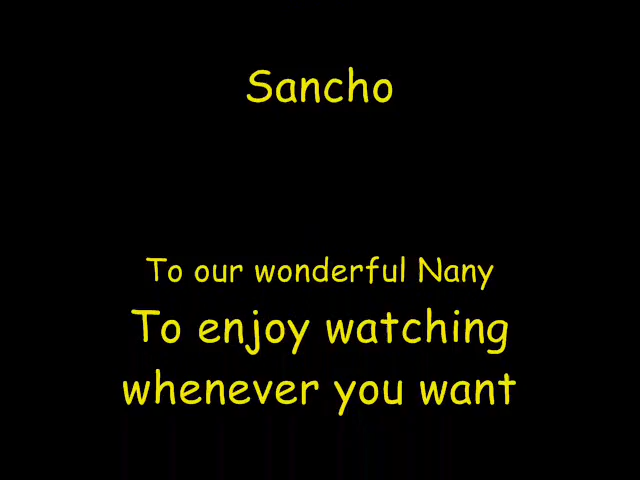 Sancho
To our wonderful Nany
To enjoy watching
whenever you want